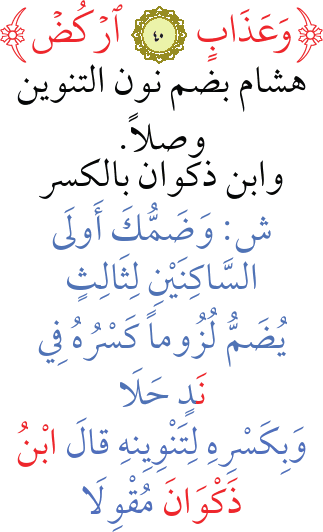 ﴿وَعَذَابٍ ٤٠ ٱرۡكُضۡ﴾
هشام بضم نون التنوين
وصلاً.
وابن ذكوان بالكسر
ش: وَضَمُّكَ أَولَى
السَّاكِنَيْنِ لِثَالِثٍ
يُضَمُّ لُزُوماً كَسْرُهُ فِي
نَدٍ حَلَا
وَبِكَسْرِهِ لِتَنْوِينِهِ قالَ ابْنُ
ذَكْوَانَ مُقْوِلَا